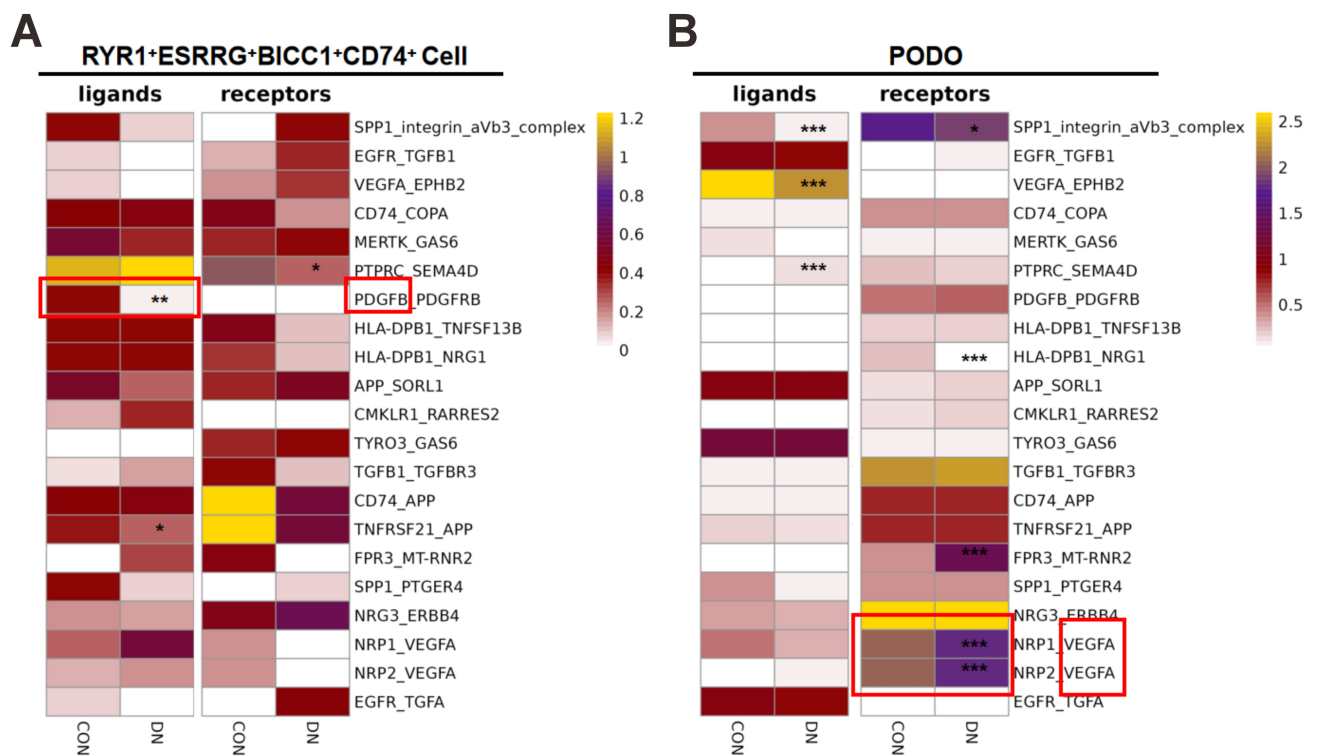 A
RYR1⁺ESRRG⁺BICC1⁺CD74⁺ Cell
ligands receptors
SPP1_integrin_aVb3_complex
EGFR_TGFB1
VEGFA_EPHB2
CD74_COPA
MERTK_GAS6
* PTPRC_SEMA4D
** PDGFB_PDGFRB
HLA-DPB1_TNFSF13B
HLA-DPB1_NRG1
APP_SORL1
CMKLR1_RARRES2
TYRO3_GAS6
TGFB1_TGFBR3
CD74_APP
* TNFRSF21_APP
FPR3_MT-RNR2
SPP1_PTGER4
NRG3_ERBB4
NRP1_VEGFA
NRP2_VEGFA
EGFR_TGFA
CON DN CON DN
1.2
1
0.8
0.6
0.4
0.2
0
B
PODO
ligands receptors
*** * SPP1_integrin_aVb3_complex
EGFR_TGFB1
*** VEGFA_EPHB2
CD74_COPA
MERTK_GAS6
*** PTPRC_SEMA4D
PDGFB_PDGFRB
HLA-DPB1_TNFSF13B
*** HLA-DPB1_NRG1
APP_SORL1
CMKLR1_RARRES2
TYRO3_GAS6
TGFB1_TGFBR3
CD74_APP
TNFRSF21_APP
*** FPR3_MT-RNR2
SPP1_PTGER4
NRG3_ERBB4
*** NRP1_VEGFA
*** NRP2_VEGFA
EGFR_TGFA
CON DN CON DN
2.5
2
1.5
1
0.5